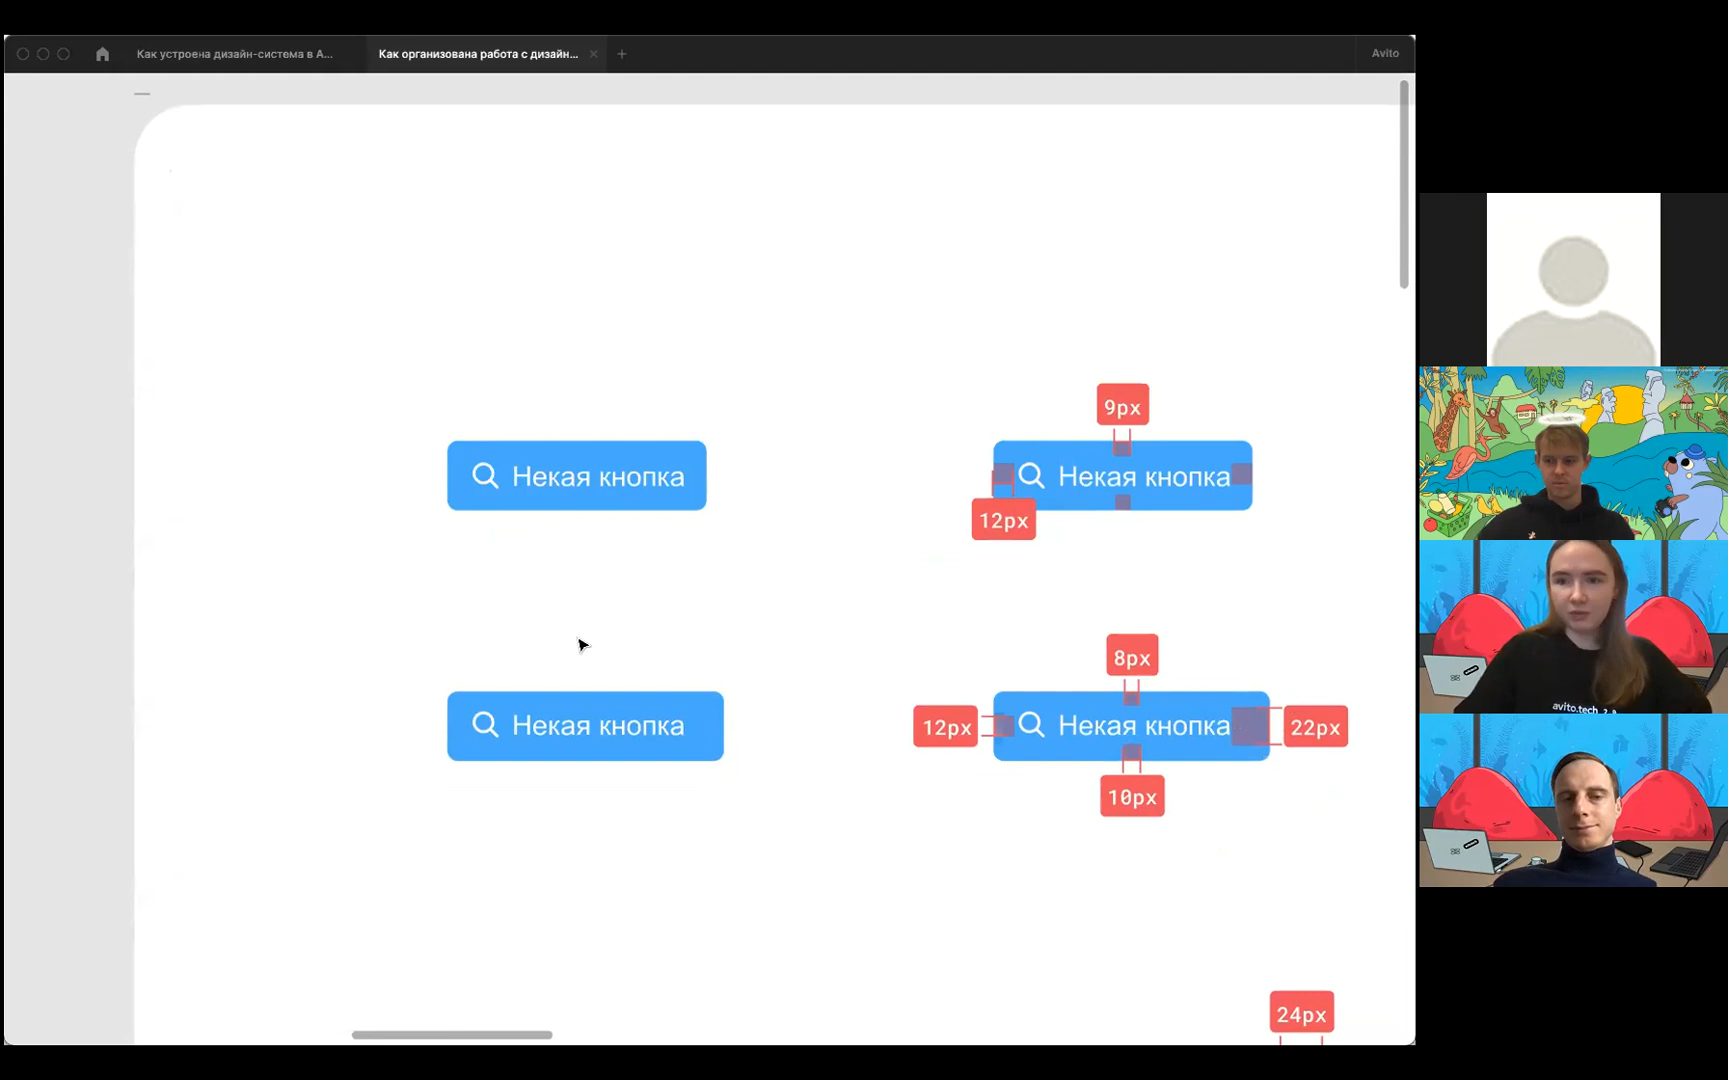 Как устроена дизайн-система в А...
Как организована работа с дизайн...
Avito
9px
Некая кнопка
Некая кнопка
12px
8px
Некая кнопка
12px
Некая кнопка
22px
10px
24px
avito.tech